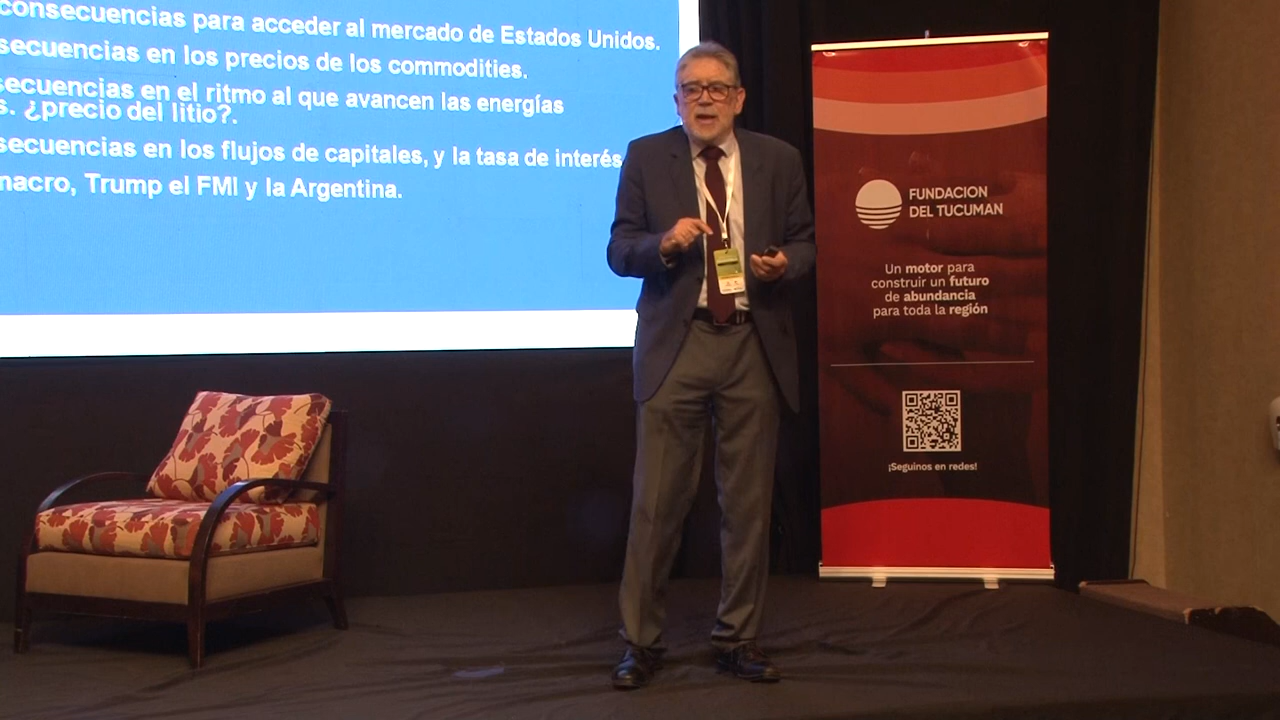 consecuencias para acceder al mercado de Estados Unidos.
secuencias en los precios de los commodities.
secuencias en el ritmo al que avancen las energías
s. ¿precio del litio?.
secuencias en los flujos de capitales, y la tasa de interés
macro, Trump el FMI y la Argentina.
FUNDACION
DEL TUCUMAN
Un motor para
construir un futuro
de abundancia
para toda la región
¡Seguinos en redes!